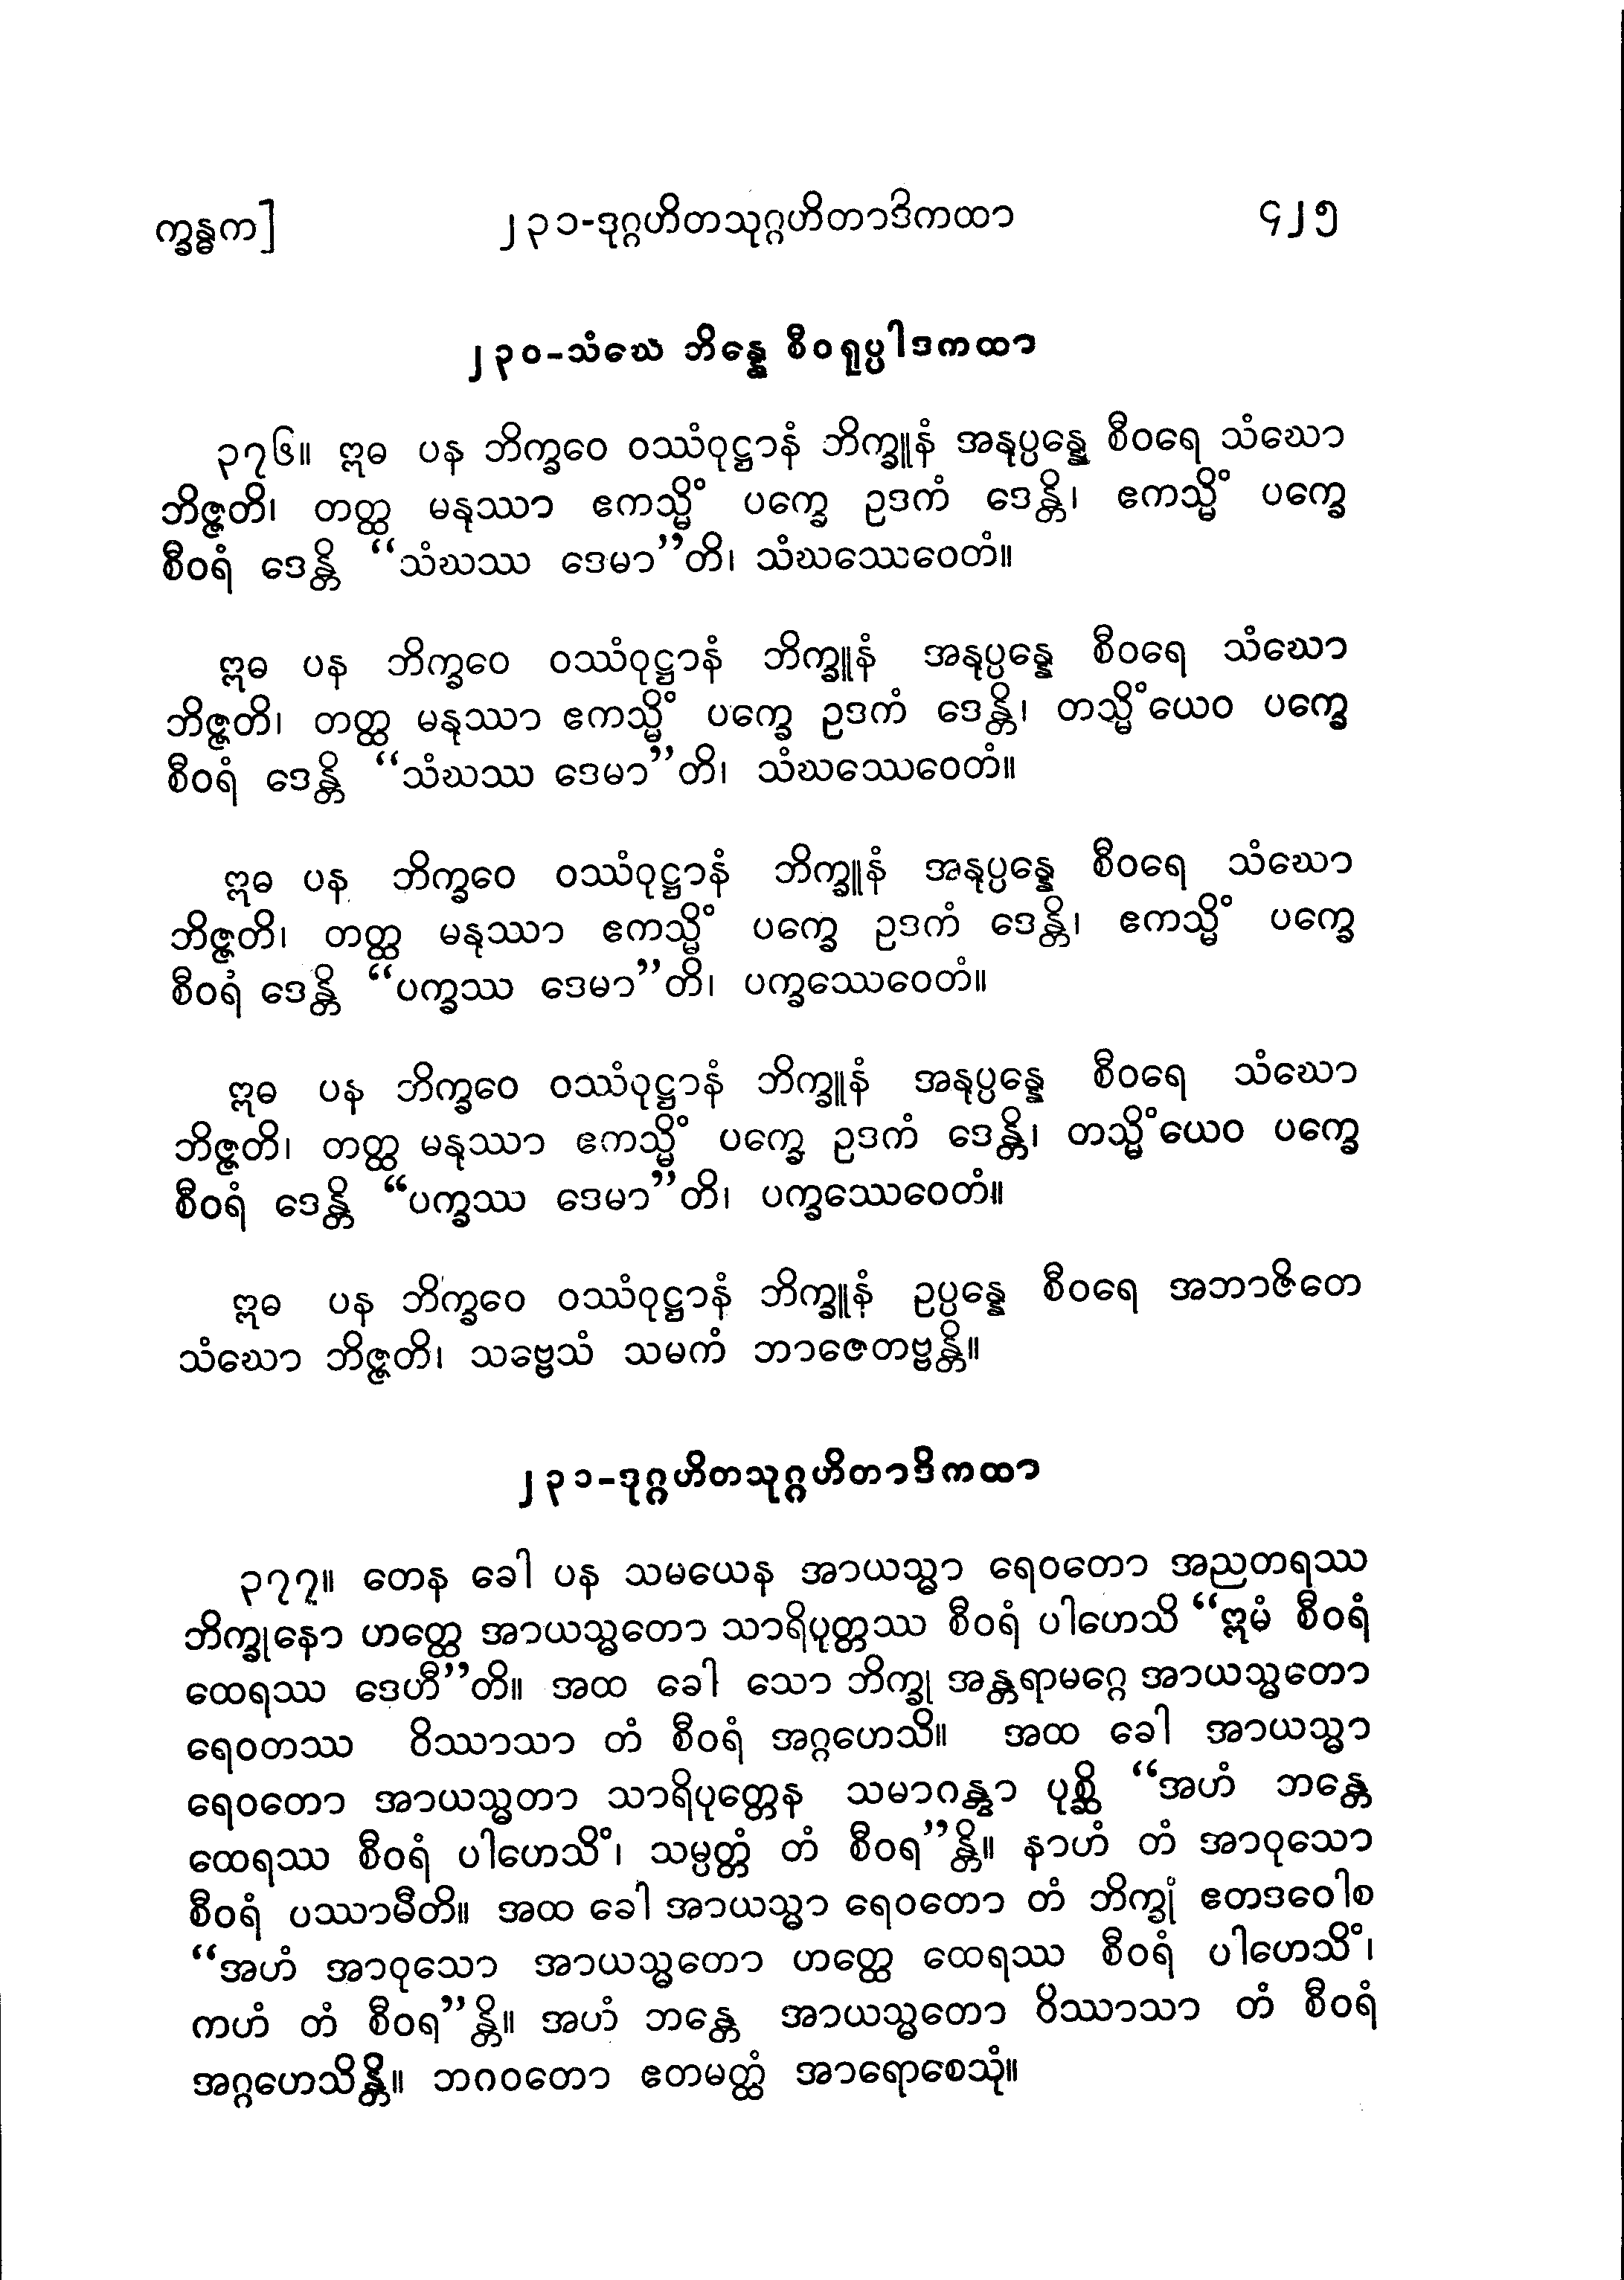 က္ခန္ဓက] ၂၃၁-ဒုဂ္ဂဟိတသုဂ္ဂဟိတာဒိကထာ ၄၂၅
၂၃၀-သံဃေ ဘိန္နေ စီဝရုပ္ပါဒကထာ
၃၇၆။ ဣဓ ပန ဘိက္ခဝေ ဝဿံဝုဋ္ဌာနံ ဘိက္ခူနံ အနုပ္ပန္နေ စီဝရေ သံဃော
ဘိဇ္ဇတိ၊ တတ္ထ မနုဿာ ဧကသ္မိံ ပက္ခေ ဥဒကံ ဒေန္တိ၊ ဧကသ္မိံ ပက္ခေ
စီဝရံ ဒေန္တိ “သံဃဿ ဒေမာ”တိ၊ သံဃဿေဝေတံ။
ဣဓ ပန ဘိက္ခဝေ ဝဿံဝုဋ္ဌာနံ ဘိက္ခူနံ အနုပ္ပန္နေ စီဝရေ သံဃော
ဘိဇ္ဇတိ၊ တတ္ထ မနုဿာ ဧကသ္မိံ ပက္ခေ ဥဒကံ ဒေန္တိ၊ တသ္မိံယေဝ ပက္ခေ
စီဝရံ ဒေန္တိ “သံဃဿ ဒေမာ”တိ၊ သံဃဿေဝေတံ။
ဣဓ ပန ဘိက္ခဝေ ဝဿံဝုဋ္ဌာနံ ဘိက္ခူနံ အနုပ္ပန္နေ စီဝရေ သံဃော
ဘိဇ္ဇတိ၊ တတ္ထ မနုဿာ ဧကသ္မိံ ပက္ခေ ဥဒကံ ဒေန္တိ၊ ဧကသ္မိံ ပက္ခေ
စီဝရံ ဒေန္တိ “ပက္ခဿ ဒေမာ”တိ၊ ပက္ခဿေဝေတံ။
ဣဓ ပန ဘိက္ခဝေ ဝဿံဝုဋ္ဌာနံ ဘိက္ခူနံ အနုပ္ပန္နေ စီဝရေ သံဃော
ဘိဇ္ဇတိ၊ တတ္ထ မနုဿာ ဧကသ္မိံ ပက္ခေ ဥဒကံ ဒေန္တိ၊ တသ္မိံယေဝ ပက္ခေ
စီဝရံ ဒေန္တိ “ပက္ခဿ ဒေမာ”တိ၊ ပက္ခဿေဝေတံ။
ဣဓ ပန ဘိက္ခဝေ ဝဿံဝုဋ္ဌာနံ ဘိက္ခူနံ ဥပ္ပန္နေ စီဝရေ အဘာဇိတေ
သံဃော ဘိဇ္ဇတိ၊ သဗ္ဗေသံ သမကံ ဘာဇေတဗ္ဗန္တိ။
၂၃၁-ဒုဂ္ဂဟိတသုဂ္ဂဟိတာဒိကထာ
၃၇၇။ တေန ခေါ ပန သမယေန အာယသ္မာ ရေဝတော အညတရဿ
ဘိက္ခုနော ဟတ္ထေ အာယသ္မတော သာရိပုတ္တဿ စီဝရံ ပါဟေသိ “ဣမံ စီဝရံ
ထေရဿ ဒေဟီ”တိ။ အထ ခေါ သော ဘိက္ခု အန္တရာမဂ္ဂေ အာယသ္မတော
ရေဝတဿ ဝိဿာသာ တံ စီဝရံ အဂ္ဂဟေသိ။ အထ ခေါ အာယသ္မာ
ရေဝတော အာယသ္မတာ သာရိပုတ္တေန သမာဂန္တွာ ပုစ္ဆိ “အဟံ ဘန္တေ
ထေရဿ စီဝရံ ပါဟေသိံ၊ သမ္ပတ္တံ တံ စီဝရ”န္တိ။ နာဟံ တံ အာဝုသော
စီဝရံ ပဿာမီတိ။ အထ ခေါ အာယသ္မာ ရေဝတော တံ ဘိက္ခုံ ဧတဒဝေါစ
“အဟံ အာဝုသော အာယသ္မတော ဟတ္ထေ ထေရဿ စီဝရံ ပါဟေသိံ၊
ကဟံ တံ စီဝရ”န္တိ။ အဟံ ဘန္တေ အာယသ္မတော ဝိဿာသာ တံ စီဝရံ
အဂ္ဂဟေသိန္တိ။ ဘဂဝတော ဧတမတ္ထံ အာရောစေသုံ။